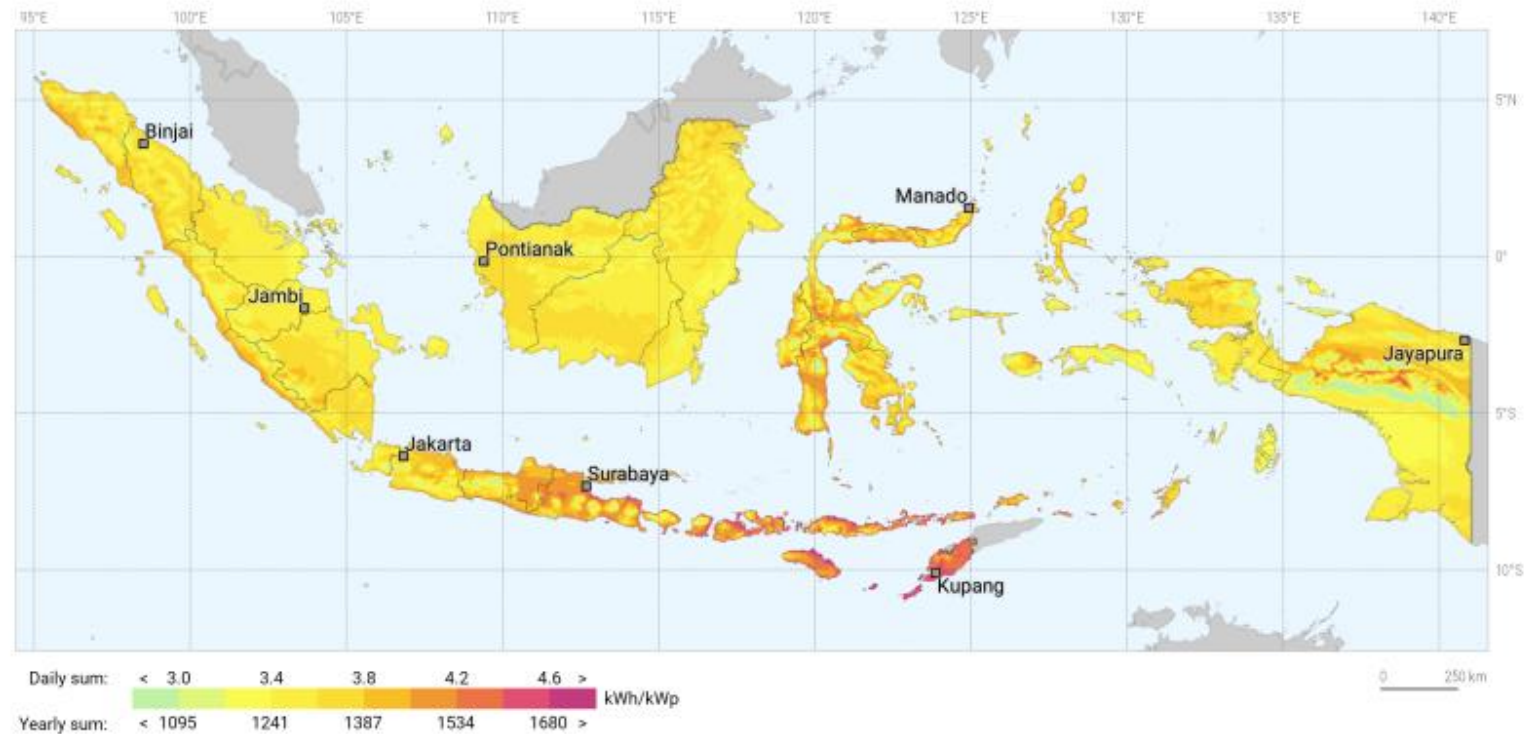 95°E 100°E 105°E 110°E 115°E 120°E 125°E 130°E 135°E 140°E
5°N
Binjai
Manado
Pontianak
0°
Jambi
Jayapura
5°S
Jakarta
Surabaya
10°S
Kupang
Daily sum: < 3.0 3.4 3.8 4.2 4.6 >
kWh/kWp
Yearly sum: < 1095 1241 1387 1534 1680 >
0 250 km